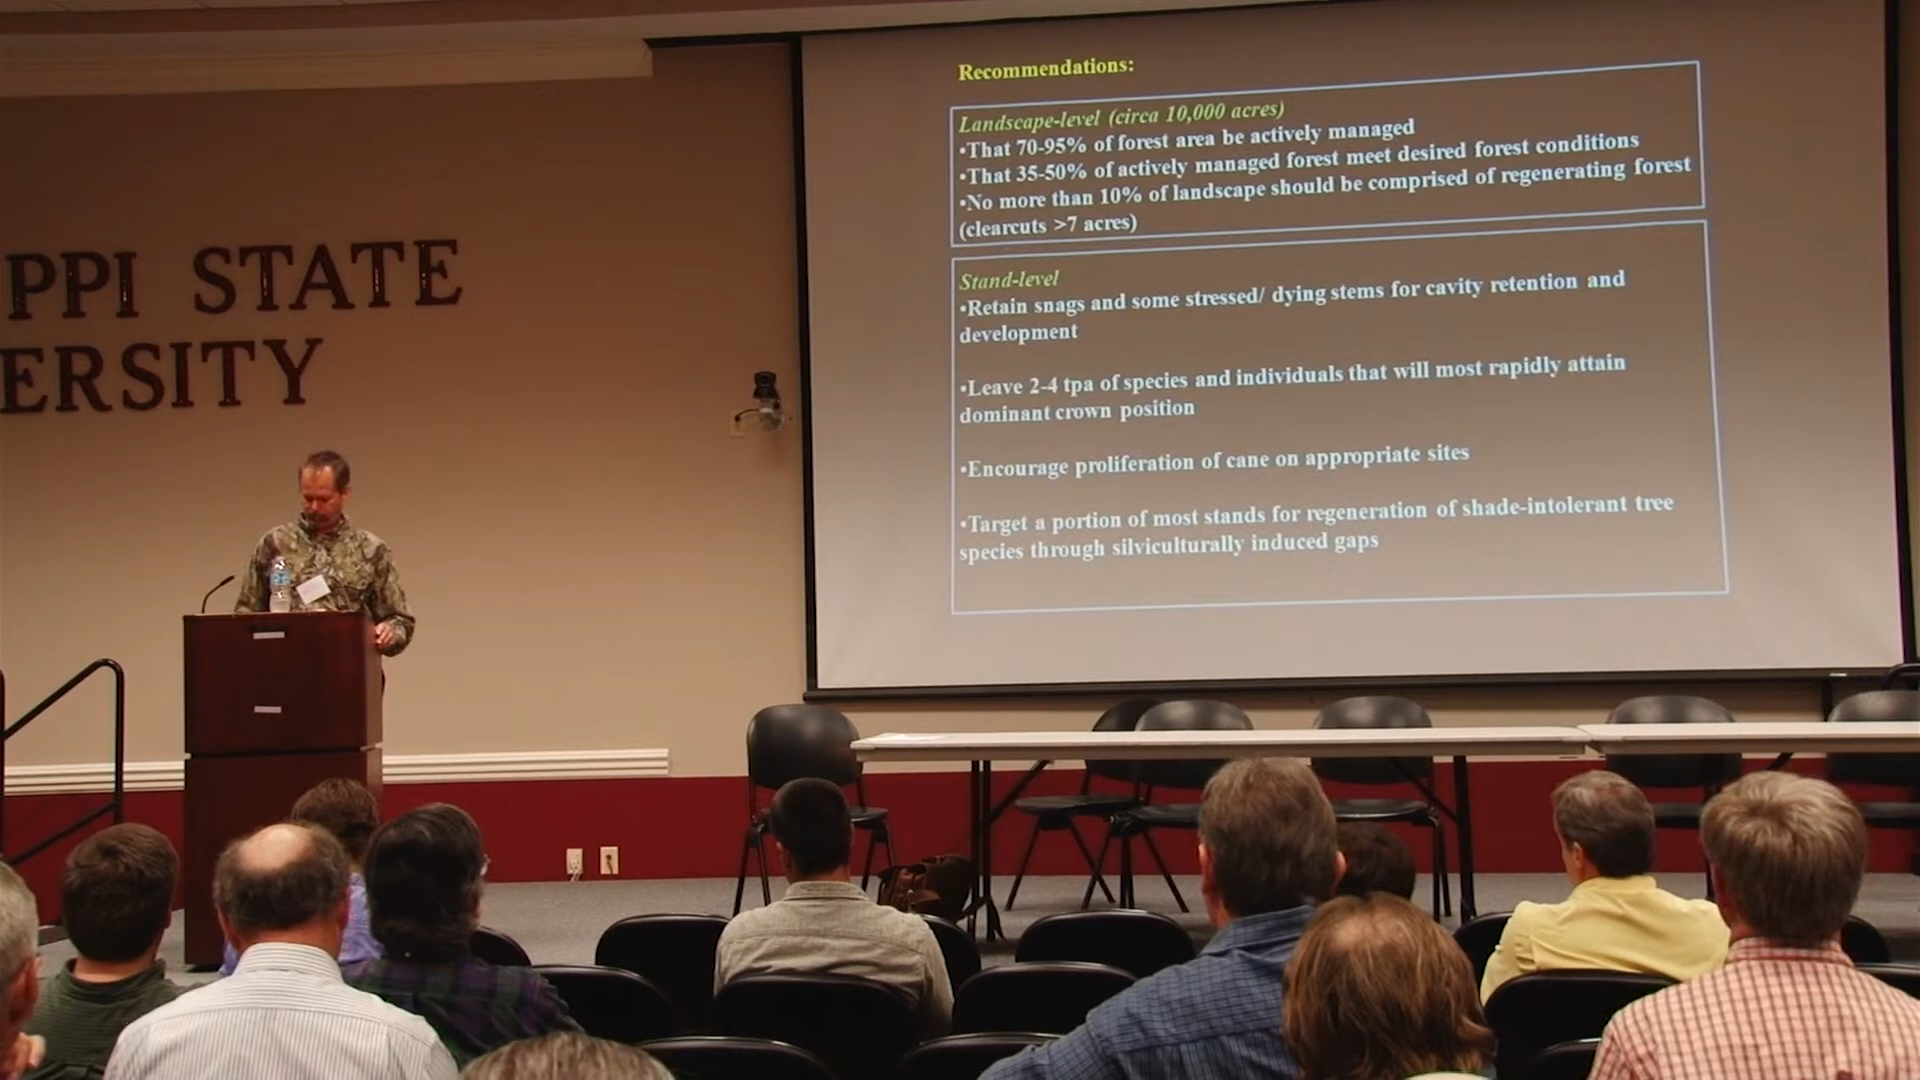 PPI STATE
ERSITY
Recommendations:
Landscape-level (circa 10,000 acres)
•That 70-95% of forest area be actively managed
•That 35-50% of actively managed forest meet desired forest conditions
•No more than 10% of landscape should be comprised of regenerating forest
(clearcuts >7 acres)
Stand-level
•Retain snags and some stressed/ dying stems for cavity retention and
development
•Leave 2-4 tpa of species and individuals that will most rapidly attain
dominant crown position
•Encourage proliferation of cane on appropriate sites
•Target a portion of most stands for regeneration of shade-intolerant tree
species through silviculturally induced gaps